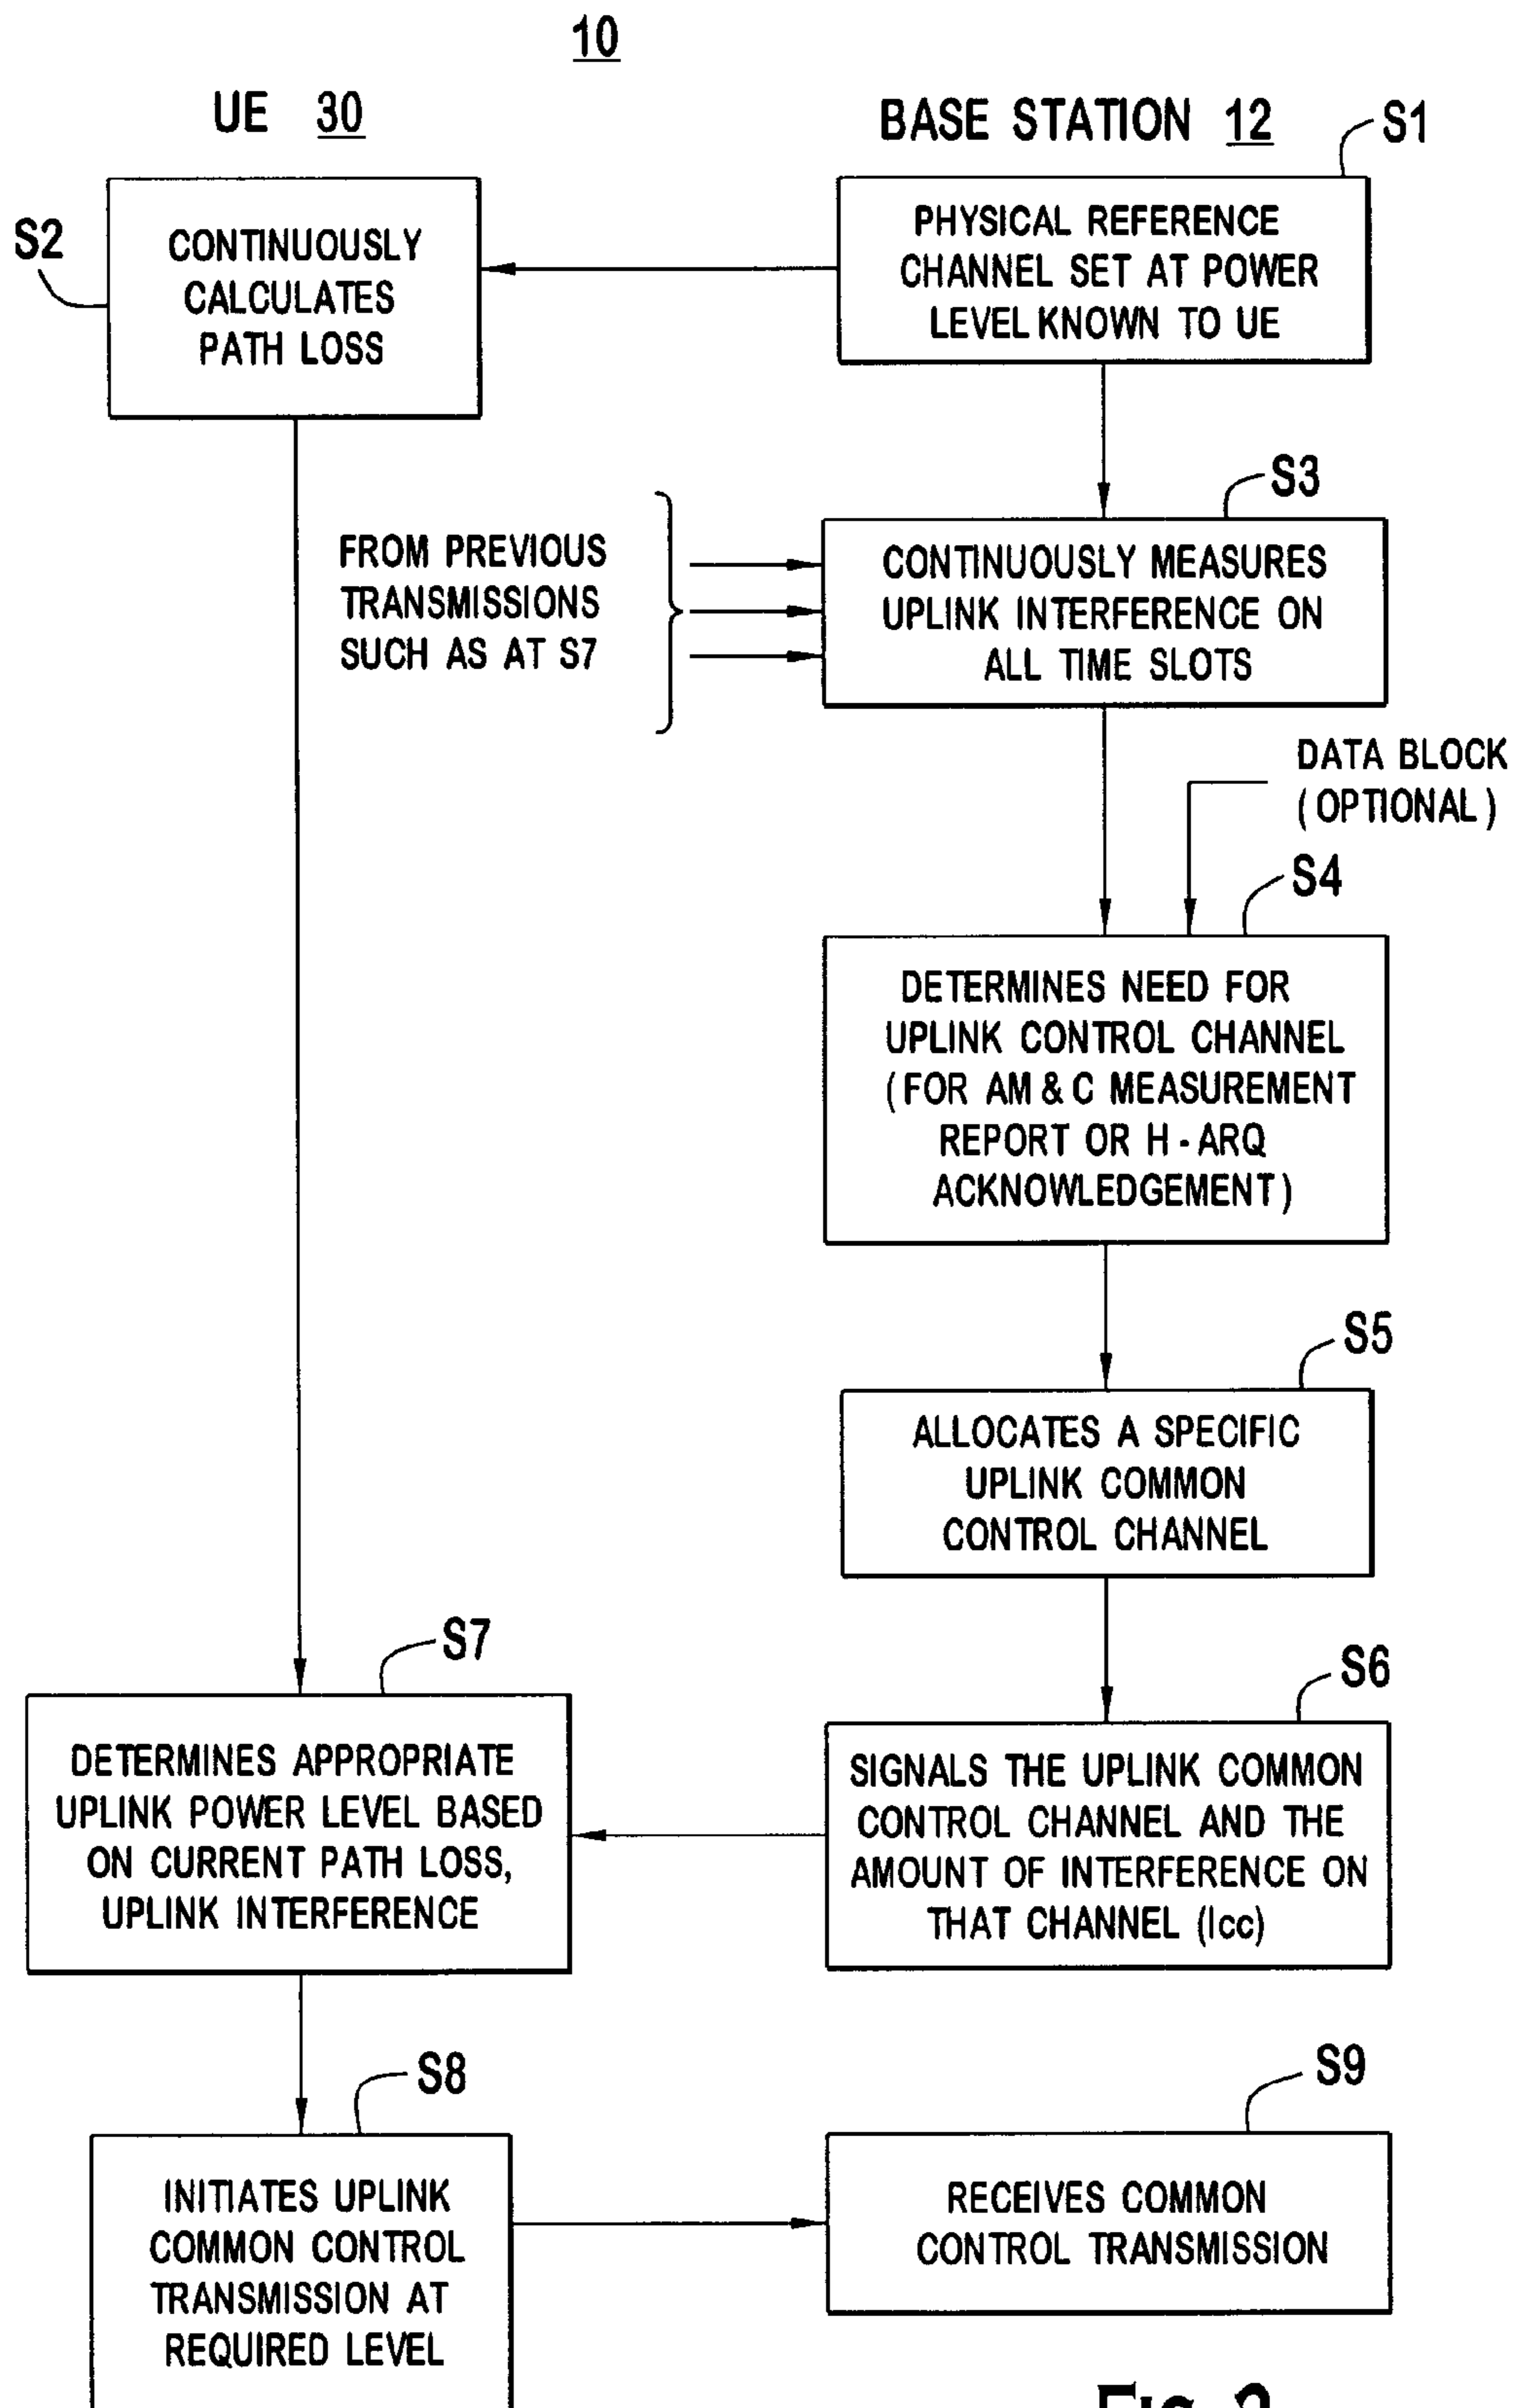 10
UE 30
BASE STATION 12
S1
S2
CONTINUOUSLY
CALCULATES
PATH LOSS
PHYSICAL REFERENCE
CHANNEL SET AT POWER
LEVEL KNOWN TO UE
S3
FROM PREVIOUS
TRANSMISSIONS
SUCH AS AT S7
CONTINUOUSLY MEASURES
UPLINK INTERFERENCE ON
ALL TIME SLOTS
DATA BLOCK
(OPTIONAL)
S4
DETERMINES NEED FOR
UPLINK CONTROL CHANNEL
(FOR AM & C MEASUREMENT
REPORT OR H - ARQ
ACKNOWLEDGEMENT)
S5
ALLOCATES A SPECIFIC
UPLINK COMMON
CONTROL CHANNEL
S7
S6
DETERMINES APPROPRIATE
UPLINK POWER LEVEL BASED
ON CURRENT PATH LOSS,
UPLINK INTERFERENCE
SIGNALS THE UPLINK COMMON
CONTROL CHANNEL AND THE
AMOUNT OF INTERFERENCE ON
THAT CHANNEL (Icc)
S8
S9
INITIATES UPLINK
COMMON CONTROL
TRANSMISSION AT
REQUIRED LEVEL
RECEIVES COMMON
CONTROL TRANSMISSION